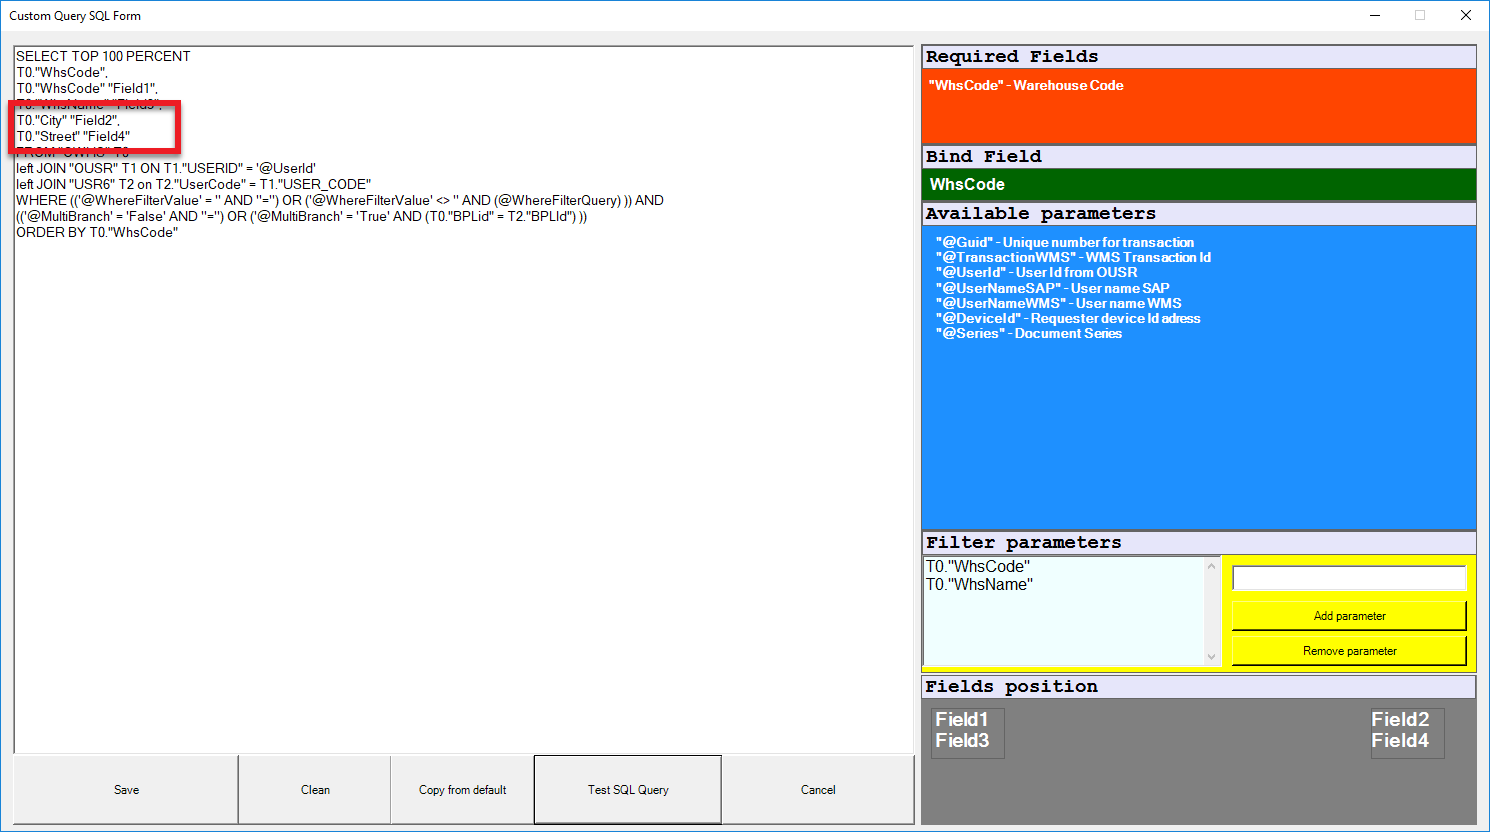 Custom Query SQL Form
SELECT TOP 100 PERCENT
T0."WhsCode",
T0."WhsCode" "Field1",
T0."WhsName" "Field3",
T0."City" "Field2",
T0."Street" "Field4"
FROM "OWHS" T0
left JOIN "OUSR" T1 ON T1."USERID" = '@UserId'
left JOIN "USR6" T2 on T2."UserCode" = T1."USER_CODE"
WHERE (('@WhereFilterValue' = '' AND ''='') OR ('@WhereFilterValue' <> '' AND (@WhereFilterQuery) )) AND
(('@MultiBranch' = 'False' AND ''='') OR ('@MultiBranch' = 'True' AND (T0."BPLid" = T2."BPLId") ))
ORDER BY T0."WhsCode"
Save
Clean
Copy from default
Test SQL Query
Cancel
Required Fields
"WhsCode" - Warehouse Code
Bind Field
WhsCode
Available parameters
"@Guid" - Unique number for transaction
"@TransactionWMS" - WMS Transaction Id
"@UserId" - User Id from OUSR
"@UserNameSAP" - User name SAP
"@UserNameWMS" - User name WMS
"@DeviceId" - Requester device Id adress
"@Series" - Document Series
Filter parameters
T0."WhsCode"
T0."WhsName"
Add parameter
Remove parameter
Fields position
Field1
Field3
Field2
Field4